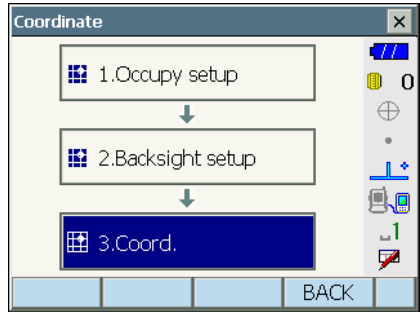 Coordinate
1.Occupy setup
0
2.Backsight setup
3.Coord.
1
BACK